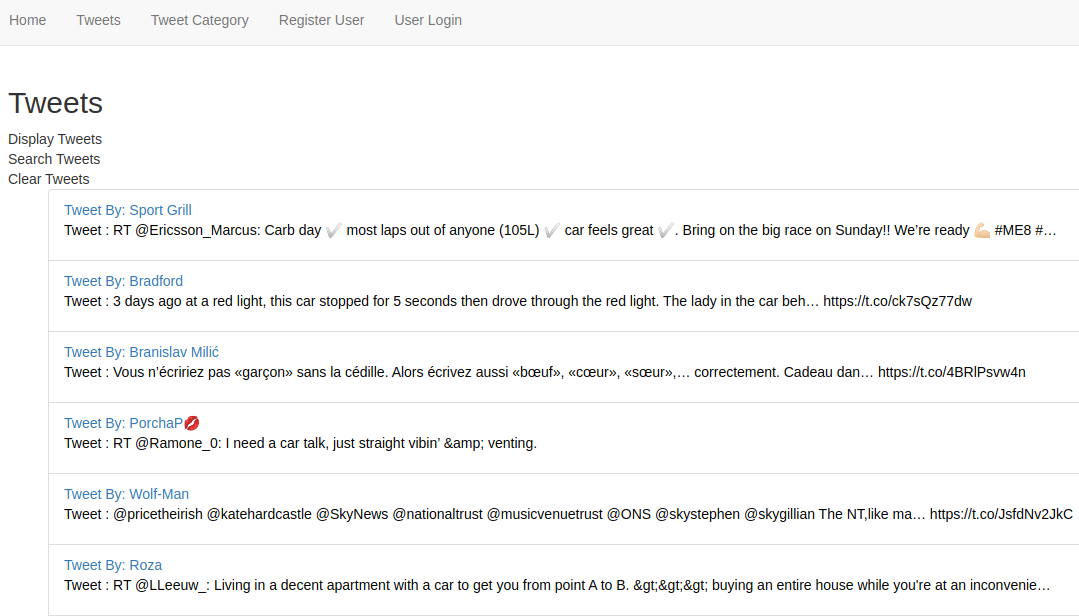 Home Tweets Tweet Category Register User User Login
Tweets
Display Tweets
Search Tweets
Clear Tweets
Tweet By: Sport Grill
Tweet : RT @Ericsson_Marcus: Carb day ✔️ most laps out of anyone (105L) ✔️ car feels great ✔️. Bring on the big race on Sunday!! We’re ready 💪🏼 #ME8 #…
Tweet By: Bradford
Tweet : 3 days ago at a red light, this car stopped for 5 seconds then drove through the red light. The lady in the car beh… https://t.co/ck7sQz77dw
Tweet By: Branislav Milić
Tweet : Vous n’écririez pas «garçon» sans la cédille. Alors écrivez aussi «bœuf», «cœur», «sœur»,… correctement. Cadeau dan… https://t.co/4BRlPsvw4n
Tweet By: PorchaP💋
Tweet : RT @Ramone_0: I need a car talk, just straight vibin’ &amp; venting.
Tweet By: Wolf-Man
Tweet : @pricetheirish @katehardcastle @SkyNews @nationaltrust @musicvenuetrust @ONS @skystephen @skygillian The NT,like ma… https://t.co/JsfdNv2JkC
Tweet By: Roza
Tweet : RT @LLeeuw_: Living in a decent apartment with a car to get you from point A to B. &gt;&gt;&gt; buying an entire house while you're at an inconvenie…